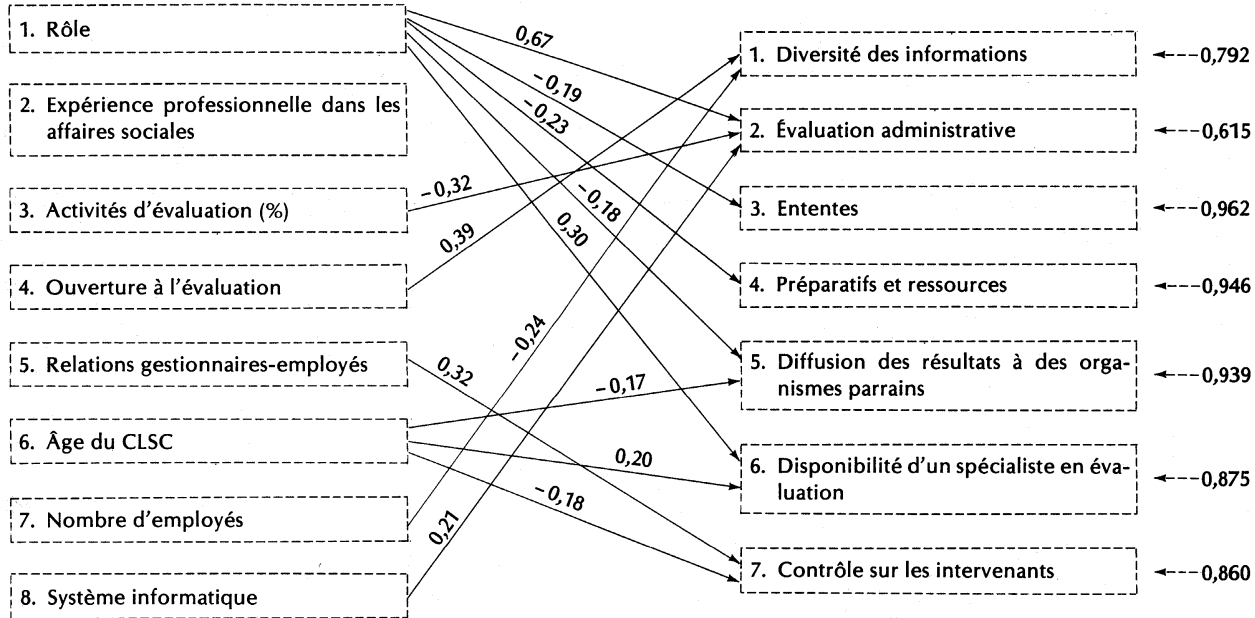 1. Rôle
2. Expérience professionnelle dans les
affaires sociales
3. Activités d'évaluation (%)
4. Ouverture à l'évaluation
5. Relations gestionnaires-employés
6. Âge du CLSC
7. Nombre d'employés
8. Système informatique
0,67
-0,19
-0,23
-0,18
0,30
-0,32
0,39
0,32
-0,17
0,20
-0,18
-0,24
0,21
1. Diversité des informations
0,792
2. Évaluation administrative
0,615
3. Ententes
0,962
4. Préparatifs et ressources
0,946
5. Diffusion des résultats à des orga-
nismes parrains
0,939
6. Disponibilité d'un spécialiste en éva-
luation
0,875
7. Contrôle sur les intervenants
0,860